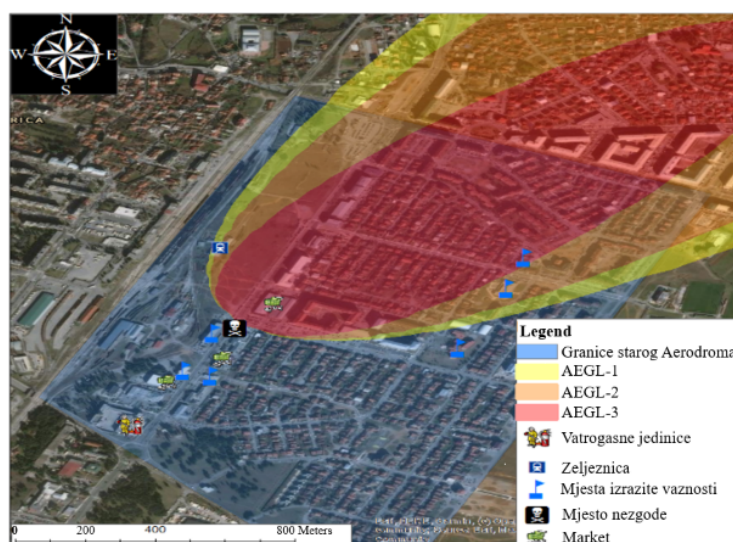 N
W E
S
RICA
Legend
Granice starog Aerodroma
AEGL-1
AEGL-2
AEGL-3
Vatrogasne jedinice
Zeljeznica
Mjesta izrazite vaznosti
Mjesto nezgode
Market
0 200 400 800 Meters